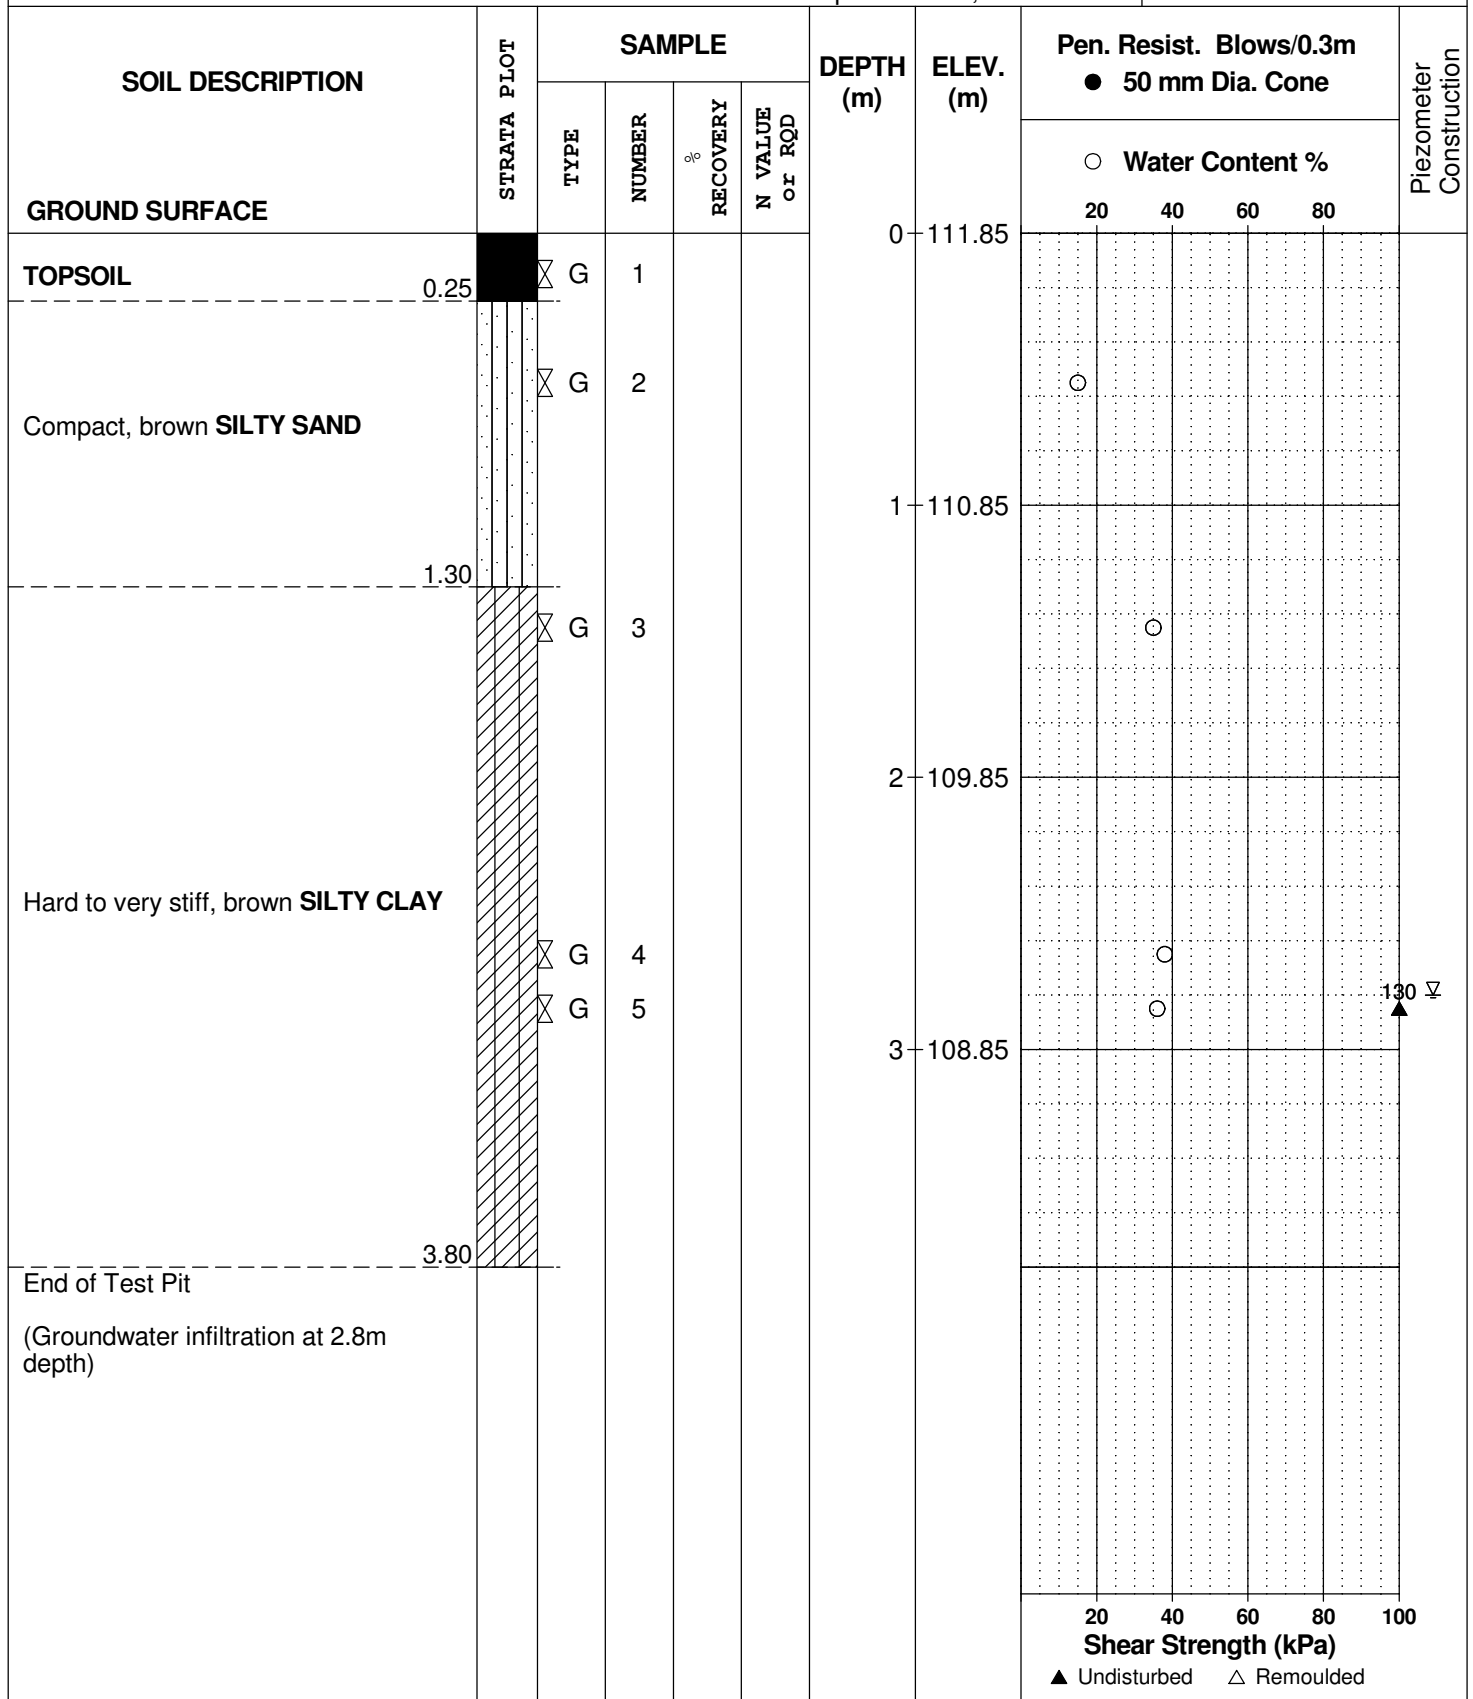 SOIL DESCRIPTION
GROUND SURFACE
STRATA PLOT
SAMPLE
TYPE
NUMBER
%
RECOVERY
N VALUE
or RQD
DEPTH
(m)
ELEV.
(m)
Pen. Resist. Blows/0.3m
● 50 mm Dia. Cone
○ Water Content %
20 40 60 80
Piezometer
Construction
0 111.85
TOPSOIL
0.25
G 1
G 2
Compact, brown SILTY SAND
1 110.85
1.30
G 3
2 109.85
Hard to very stiff, brown SILTY CLAY
G 4
130
G 5
3 108.85
3.80
End of Test Pit
(Groundwater infiltration at 2.8m
depth)
20 40 60 80 100
Shear Strength (kPa)
▲ Undisturbed △ Remoulded